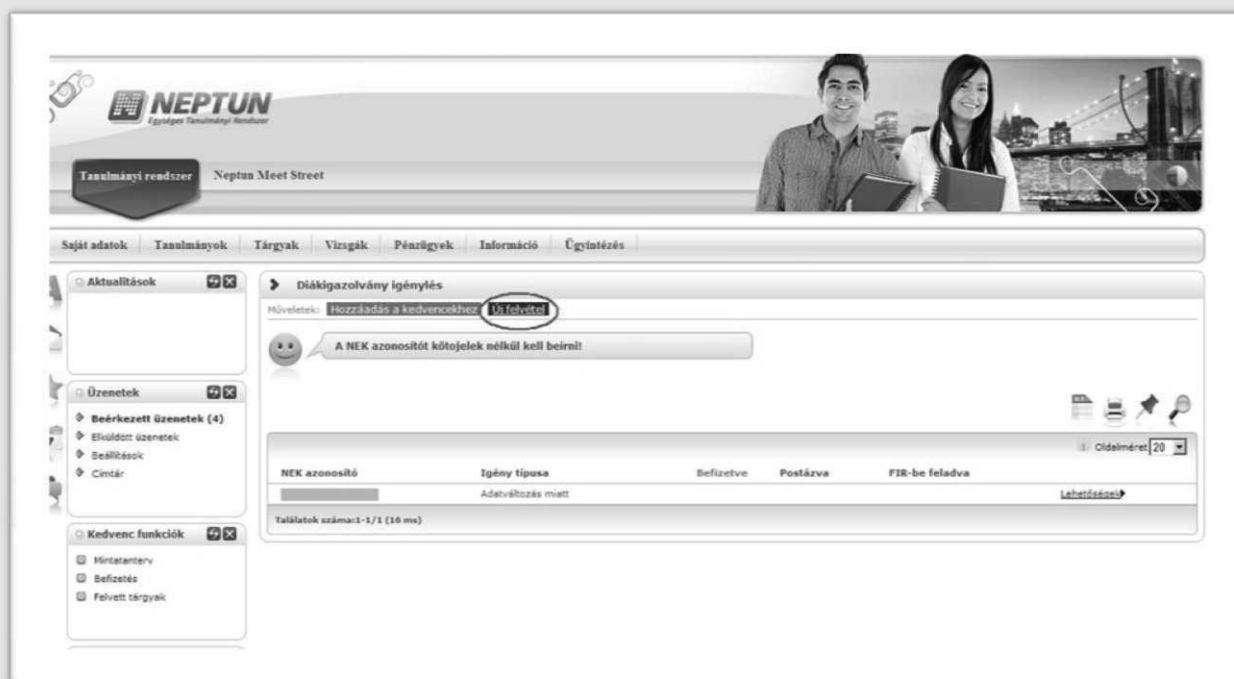 NEPTUN
Egységes Tanulmányi Rendszer
Tanulmányi rendszer Neptun Meet Street
Saját adatok Tanulmányok Tárgyak Vizsgák Pénzügyek Információ Ügyintézés
Aktualitások
Diákigazolvány igénylés
Műveletek: Hozzáadás a kedvencekhez Új felvétel
A NEK azonosítót kötojelek nélkül kell beírni!
Üzenetek
Beérkezett üzenetek (4)
Elküldött üzenetek
Beállítások
Címtár
1 Oldalméret 20
NEK azonosító Igény típusa Befizetve Postázva FIR-be feladva
Adatváltozás miatt Lehetőségek
Találatok száma:1-1/1 (16 ms)
Kedvenc funkciók
Mintatanterv
Befizetés
Felvett tárgyak